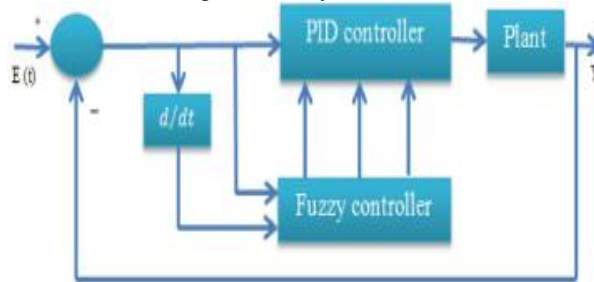 +
PID controller
Plant
E (t)
Y
−
d/dt
Fuzzy controller